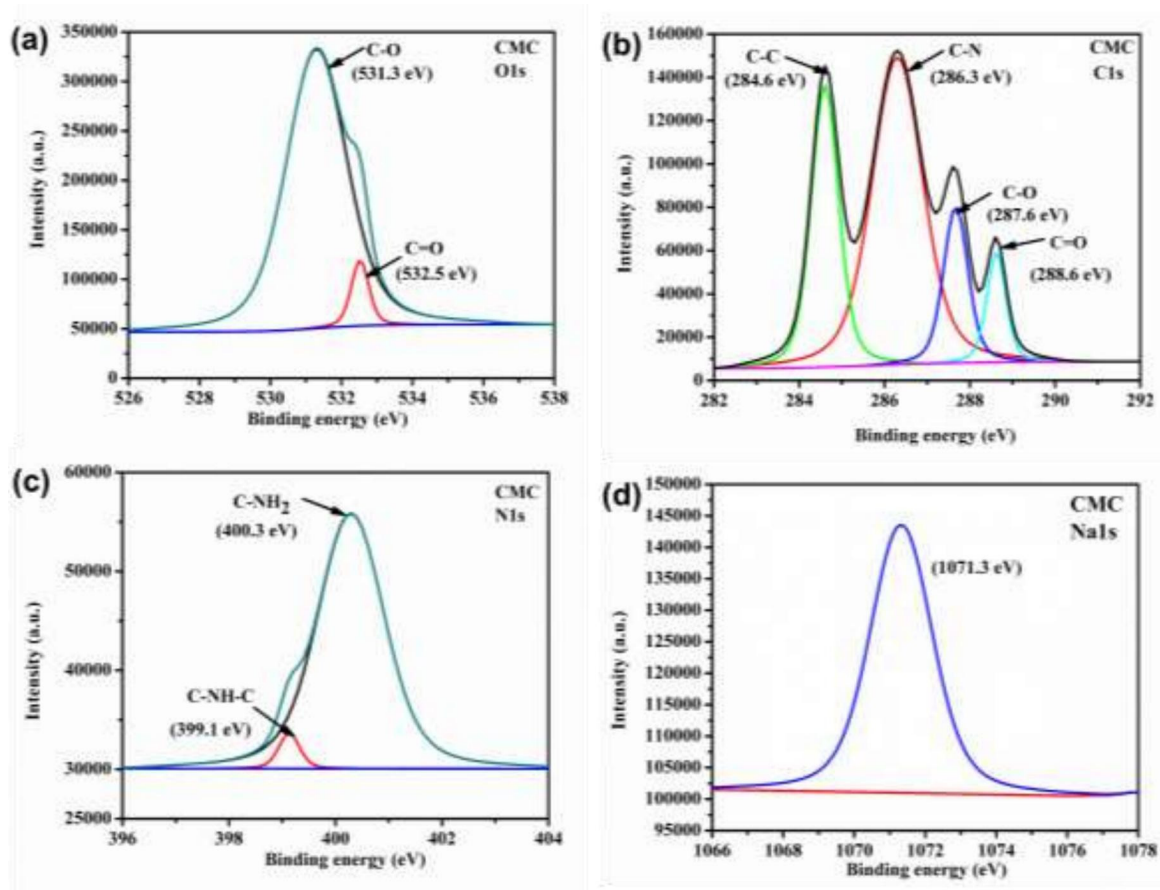 (a)
350000
300000
250000
200000
150000
100000
50000
0
Intensity (a.u.)
C-O
(531.3 eV)
CMC
O1s
C=O
(532.5 eV)
526 528 530 532 534 536 538
Binding energy (eV)
(b)
160000
140000
120000
100000
80000
60000
40000
20000
0
Intensity (a.u.)
C-C
(284.6 eV)
C-N
(286.3 eV)
CMC
C1s
C-O
(287.6 eV)
C=O
(288.6 eV)
282 284 286 288 290 292
Binding energy (eV)
(c)
60000
50000
40000
30000
25000
Intensity (a.u.)
C-NH2
(400.3 eV)
CMC
N1s
C-NH-C
(399.1 eV)
396 398 400 402 404
Binding energy (eV)
(d)
150000
145000
140000
135000
130000
125000
120000
115000
110000
105000
100000
95000
Intensity (a.u.)
CMC
Na1s
(1071.3 eV)
1066 1068 1070 1072 1074 1076 1078
Binding energy (eV)